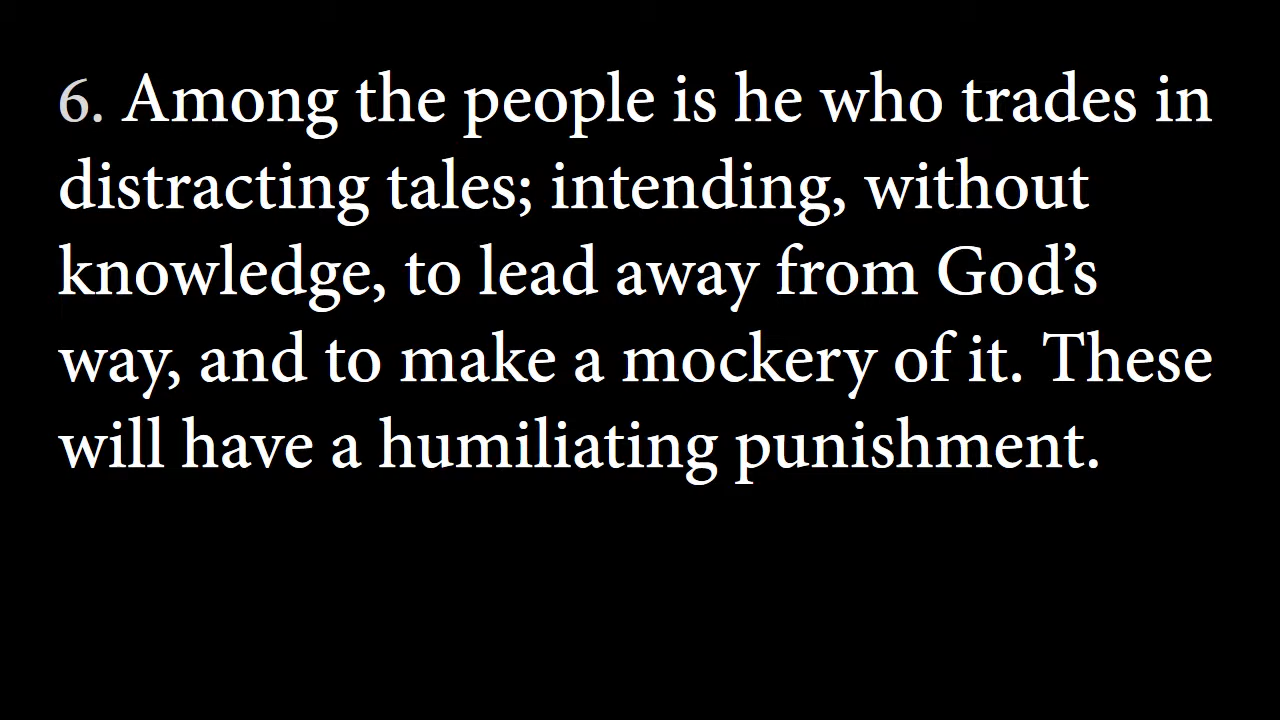 6. Among the people is he who trades in
distracting tales; intending, without
knowledge, to lead away from God’s
way, and to make a mockery of it. These
will have a humiliating punishment.